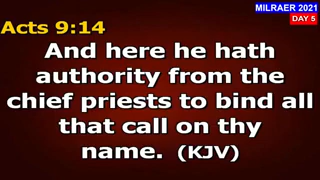 MILRAER 2021
DAY 5
Acts 9:14
And here he hath
authority from the
chief priests to bind all
that call on thy
name. (KJV)